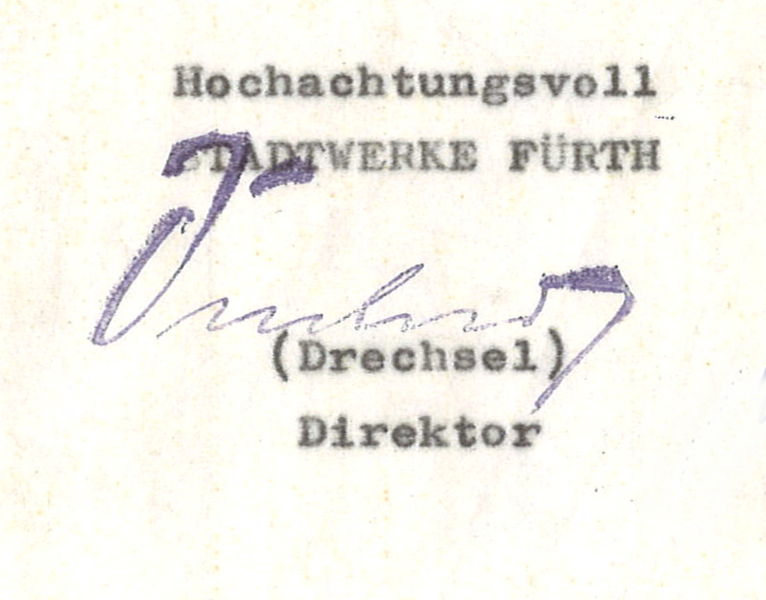 Hochachtungsvoll
STADTWERKE FÜRTH
(Drechsel)
Direktor